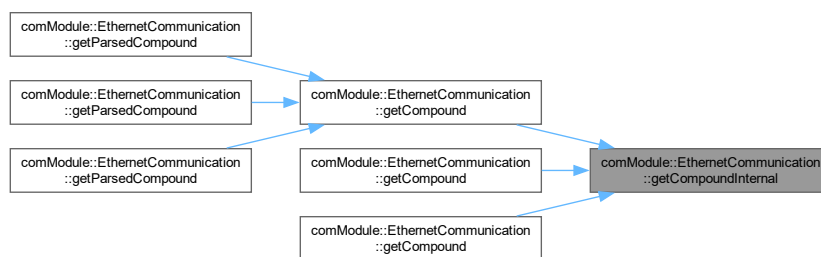 comModule::EthernetCommunication
::getParsedCompound
comModule::EthernetCommunication
::getParsedCompound
comModule::EthernetCommunication
::getParsedCompound
comModule::EthernetCommunication
::getCompound
comModule::EthernetCommunication
::getCompound
comModule::EthernetCommunication
::getCompound
comModule::EthernetCommunication
::getCompoundInternal